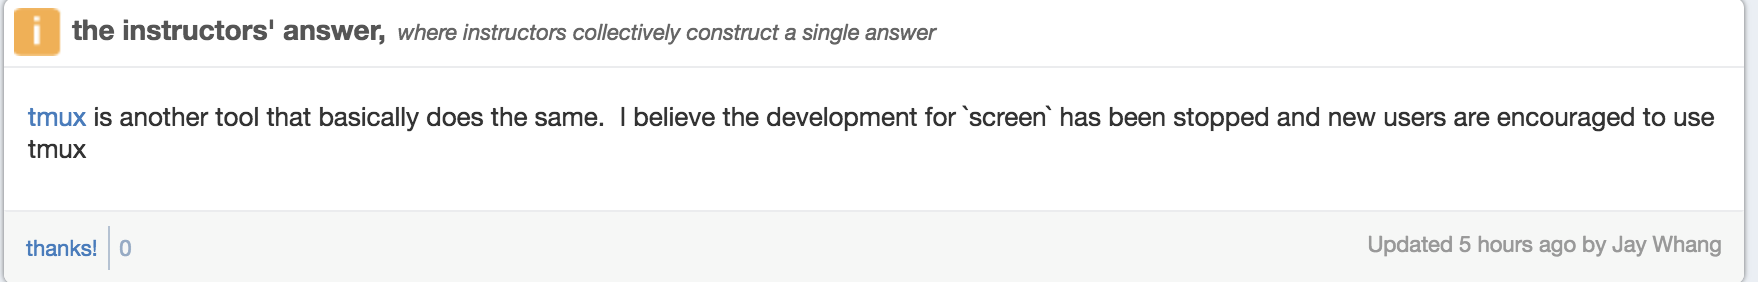 i the instructors' answer, where instructors collectively construct a single answer
tmux is another tool that basically does the same.  I believe the development for `screen` has been stopped and new users are encouraged to use
tmux
thanks! 0
Updated 5 hours ago by Jay Whang